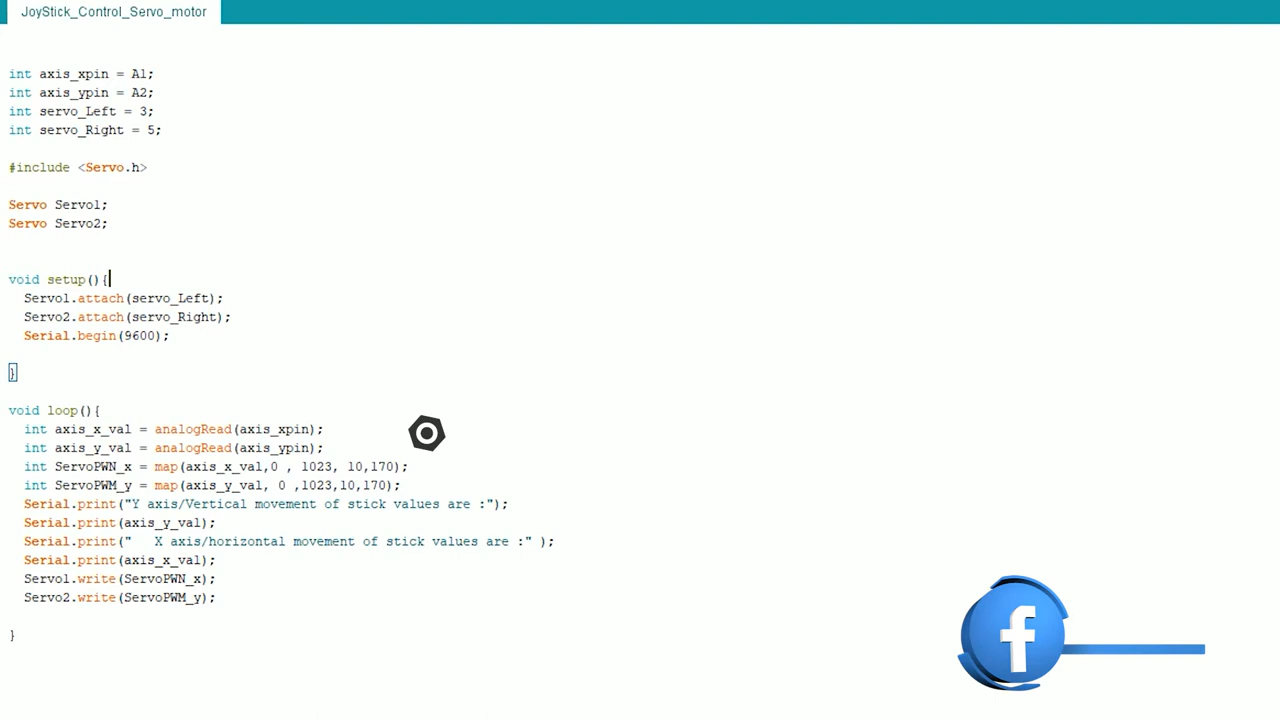 JoyStick_Control_Servo_motor
int axis_xpin = A1;
int axis_ypin = A2;
int servo_Left = 3;
int servo_Right = 5;
#include <Servo.h>
Servo Servo1;
Servo Servo2;
void setup(){
Servo1.attach(servo_Left);
Servo2.attach(servo_Right);
Serial.begin(9600);
}
void loop(){
int axis_x_val = analogRead(axis_xpin);
int axis_y_val = analogRead(axis_ypin);
int ServoPWN_x = map(axis_x_val,0 , 1023, 10,170);
int ServoPWM_y = map(axis_y_val, 0 ,1023,10,170);
Serial.print("Y axis/Vertical movement of stick values are :");
Serial.print(axis_y_val);
Serial.print("   X axis/horizontal movement of stick values are :" );
Serial.print(axis_x_val);
Servo1.write(ServoPWN_x);
Servo2.write(ServoPWM_y);
}
f